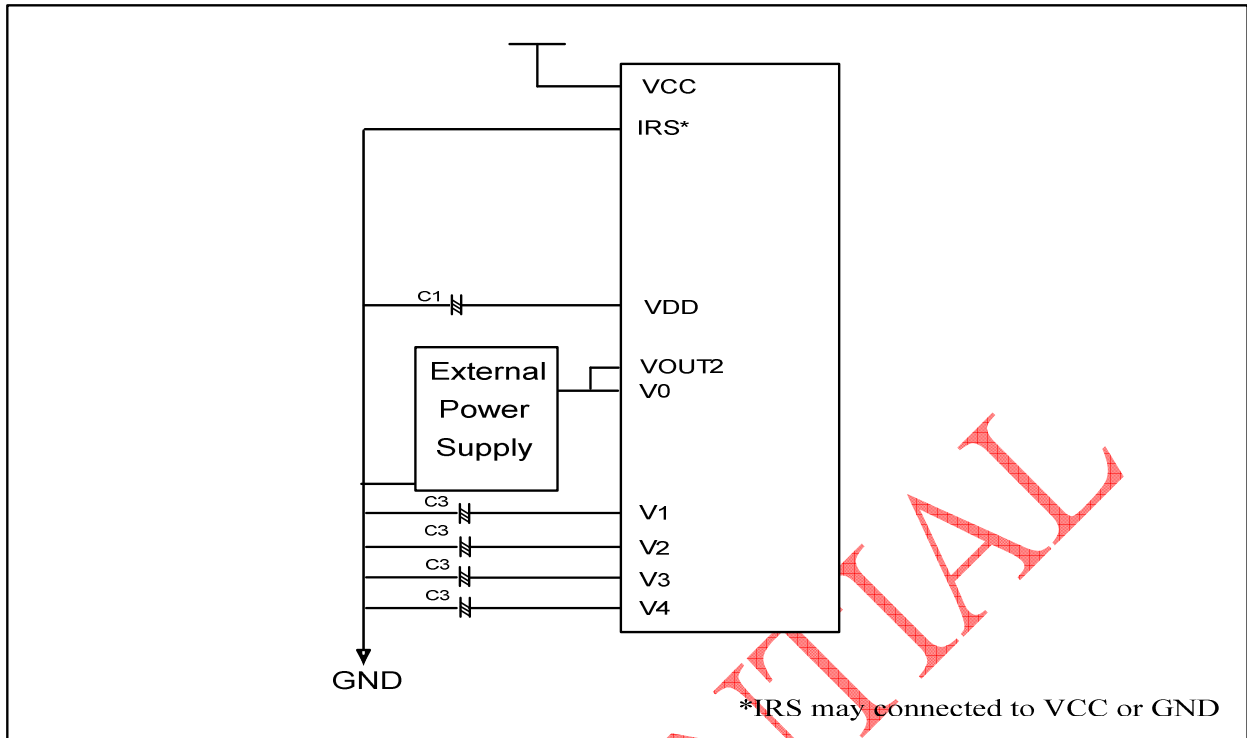 VCC
IRS*
C1
VDD
External
Power
Supply
VOUT2
V0
C3
V1
C3
V2
C3
V3
C3
V4
GND
NTIAL
*IRS may connected to VCC or GND